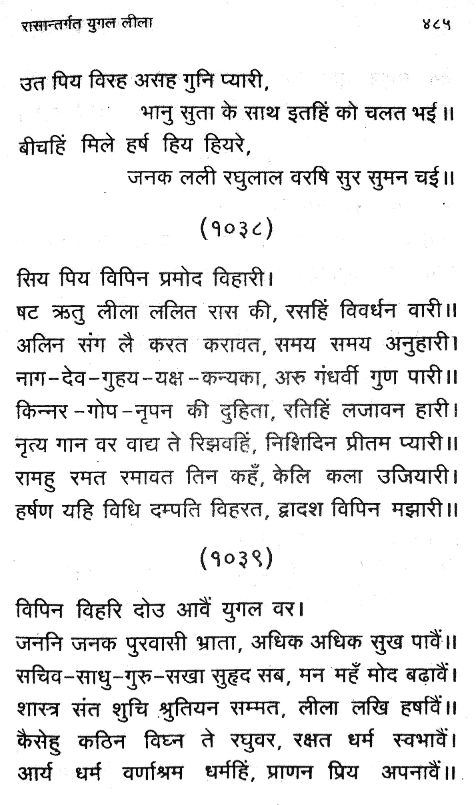 रासान्तर्गत युगल लीला ४८५
उत पिय विरह असह गुनि प्यारी,
भानु सुता के साथ इतहिं को चलत भई॥
बीचहिं मिले हर्ष हिय हियरे,
जनक लली रघुलाल वरषि सुर सुमन चई॥
(१०३८)
सिय पिय विपिन प्रमोद विहारी।
षट ऋतु लीला ललित रास की, रसहिं विवर्धन वारी॥
अलिन संग लै करत करावत, समय समय अनुहारी।
नाग-देव-गुहय-यक्ष-कन्यका, अरु गंधर्वी गुण पारी॥
किन्नर-गोप-नृपन की दुहिता, रतिहिं लजावन हारी।
नृत्य गान वर वाद्य ते रिझवहिं, निशिदिन प्रीतम प्यारी॥
रामहु रमत रमावत तिन कहँ, केलि कला उजियारी।
हर्षण यहि विधि दम्पति विहरत, द्वादश विपिन मझारी॥
(१०३९)
विपिन विहरि दोउ आवैं युगल वर।
जननि जनक पुरवासी भ्राता, अधिक अधिक सुख पावैं॥
सचिव-साधु-गुरु-सखा सुहृद सब, मन महँ मोद बढ़ावैं।
शास्त्र संत शुचि श्रुतियन सम्मत, लीला लखि हर्षावैं॥
कैसेहु कठिन विघ्न ते रघुवर, रक्षत धर्म स्वभावैं।
आर्य धर्म वर्णाश्रम धर्महिं, प्राणन प्रिय अपनावैं॥